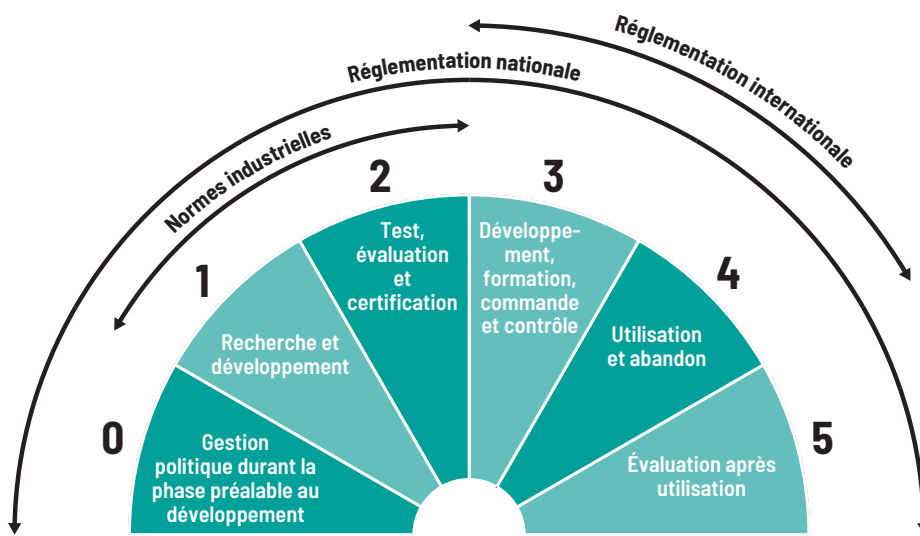 Réglementation nationale
Réglementation internationale
Normes industrielles
0
Gestion
politique durant la
phase préalable au
développement
1
Recherche et
développement
2
Test,
évaluation
et
certification
3
Développe-
ment,
formation,
commande
et contrôle
4
Utilisation
et abandon
5
Évaluation après
utilisation